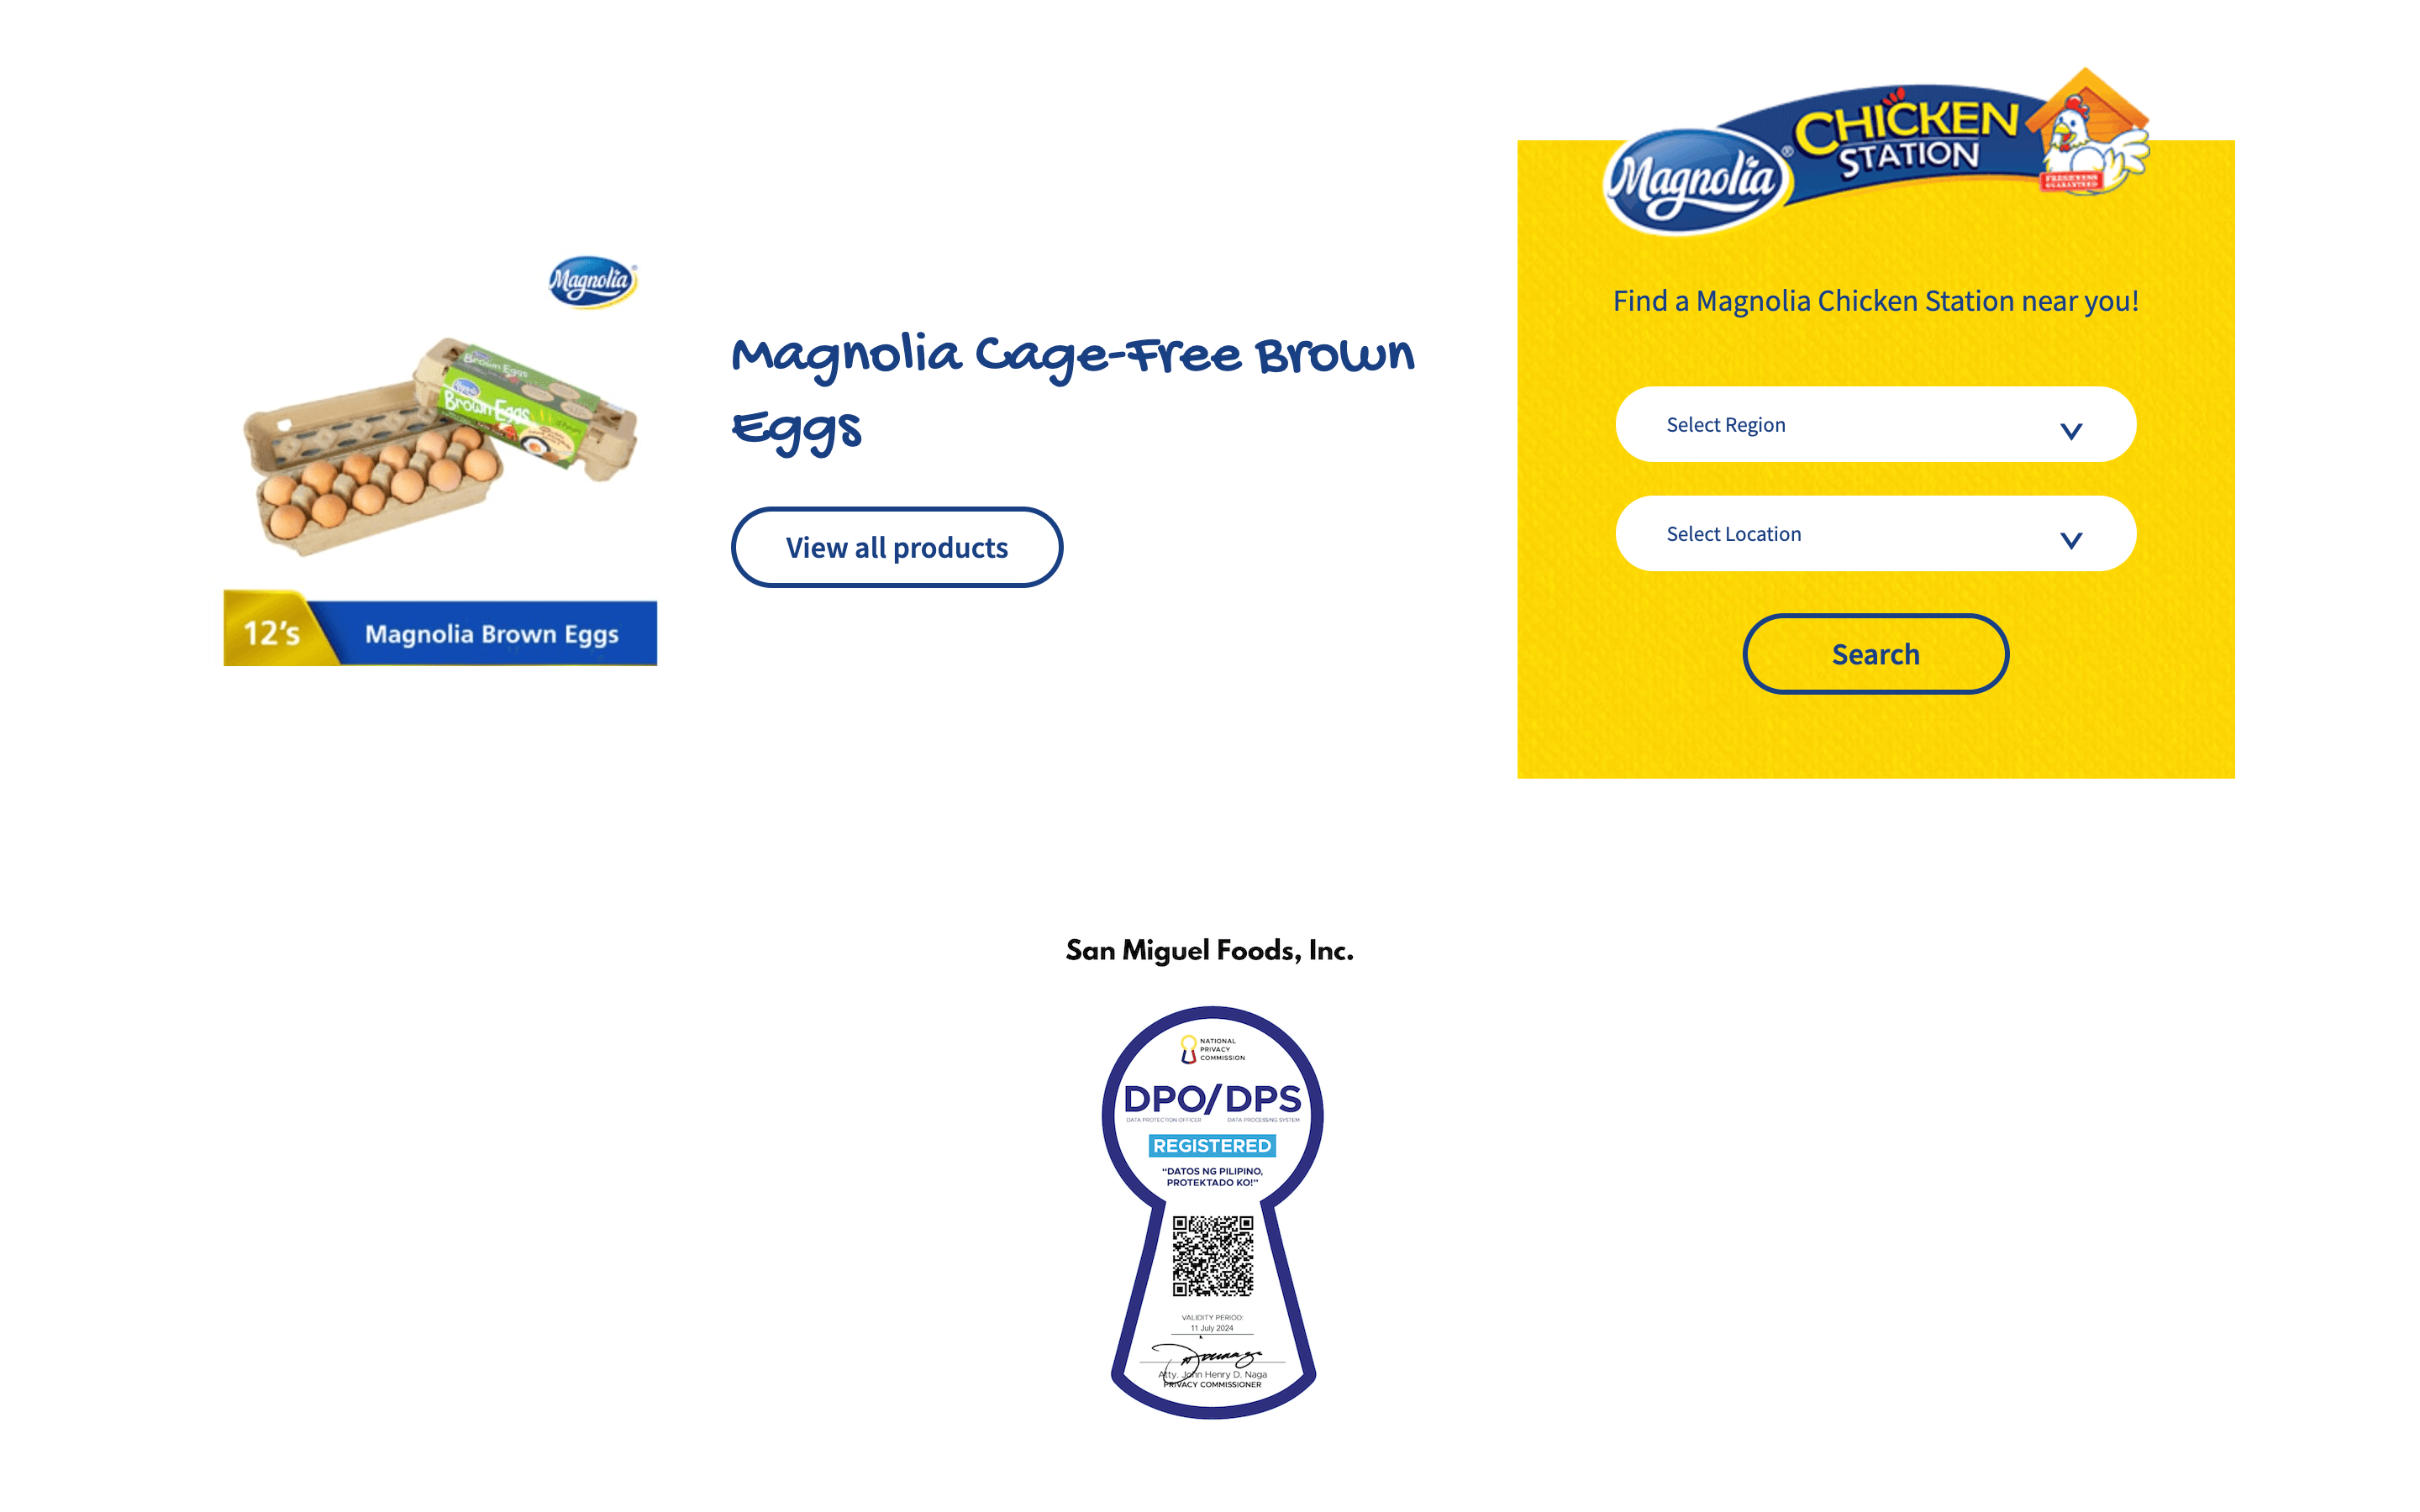 Magnolia
Brown Eggs
Magnolia
Brown Eggs
12's
Magnolia Brown Eggs
Magnolia Cage-Free Brown
Eggs
View all products
Magnolia®
CHICKEN
STATION
FRESHNESS
GUARANTEED
Find a Magnolia Chicken Station near you!
Select Region
Select Location
Search
San Miguel Foods, Inc.
NATIONAL
PRIVACY
COMMISSION
DPO/DPS
DATA PROTECTION OFFICER DATA PROCESSING SYSTEM
REGISTERED
"DATOS NG PILIPINO,
PROTEKTADO KO!"
VALIDITY PERIOD:
11 July 2024
Atty. John Henry D. Naga
PRIVACY COMMISSIONER